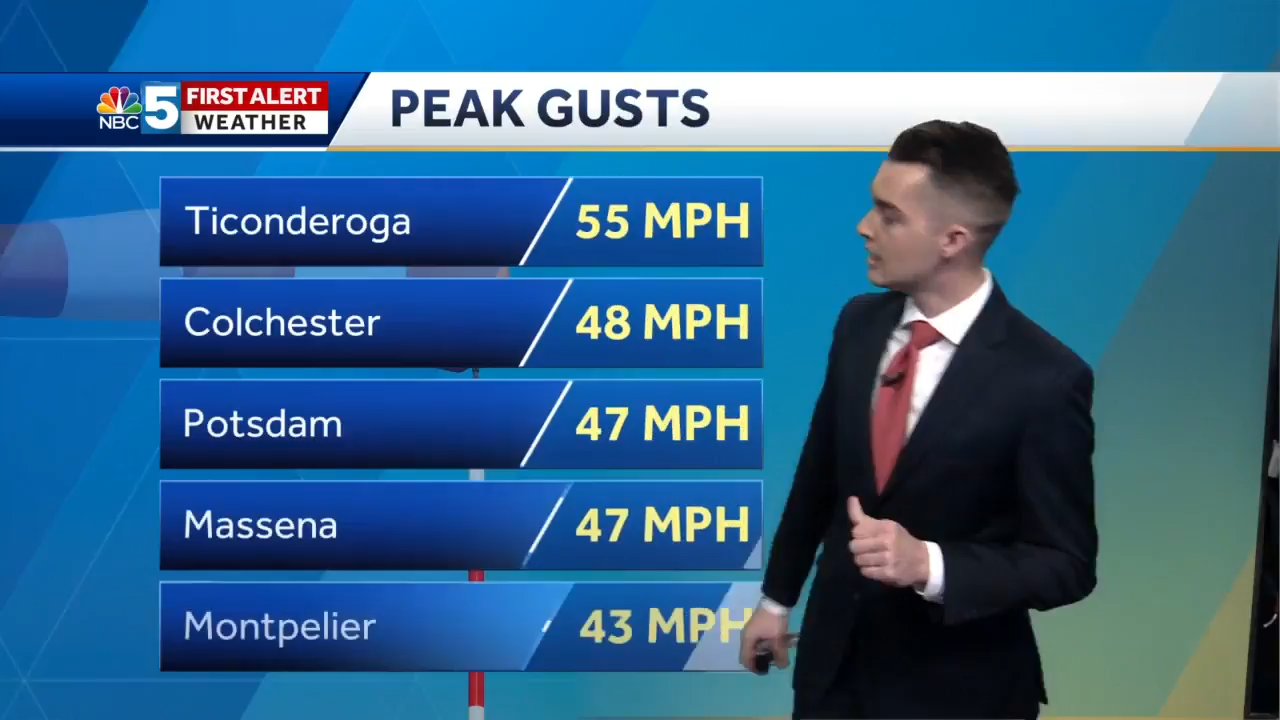 NBC 5 FIRST ALERT WEATHER
PEAK GUSTS
Ticonderoga 55 MPH
Colchester 48 MPH
Potsdam 47 MPH
Massena 47 MPH
Montpelier 43 MPH